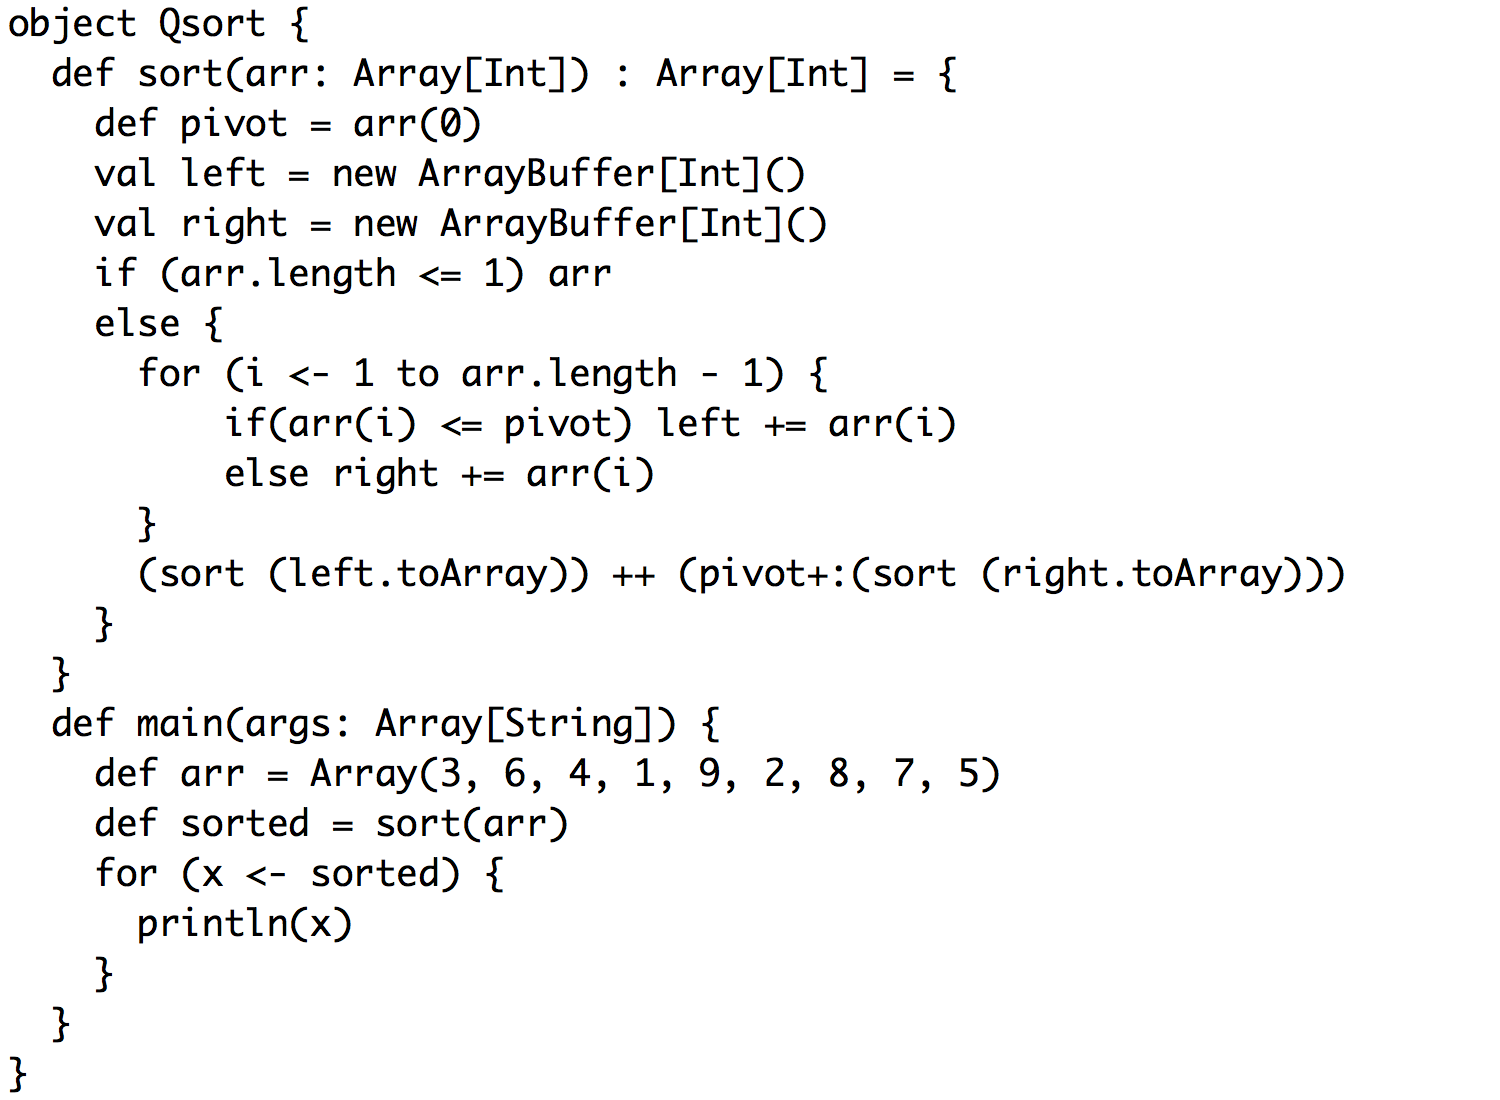 object Qsort {
  def sort(arr: Array[Int]) : Array[Int] = {
    def pivot = arr(0)
    val left = new ArrayBuffer[Int]()
    val right = new ArrayBuffer[Int]()
    if (arr.length <= 1) arr
    else {
      for (i <- 1 to arr.length - 1) {
          if(arr(i) <= pivot) left += arr(i)
          else right += arr(i)
      }
      (sort (left.toArray)) ++ (pivot+:(sort (right.toArray)))
    }
  }
  def main(args: Array[String]) {
    def arr = Array(3, 6, 4, 1, 9, 2, 8, 7, 5)
    def sorted = sort(arr)
    for (x <- sorted) {
      println(x)
    }
  }
}